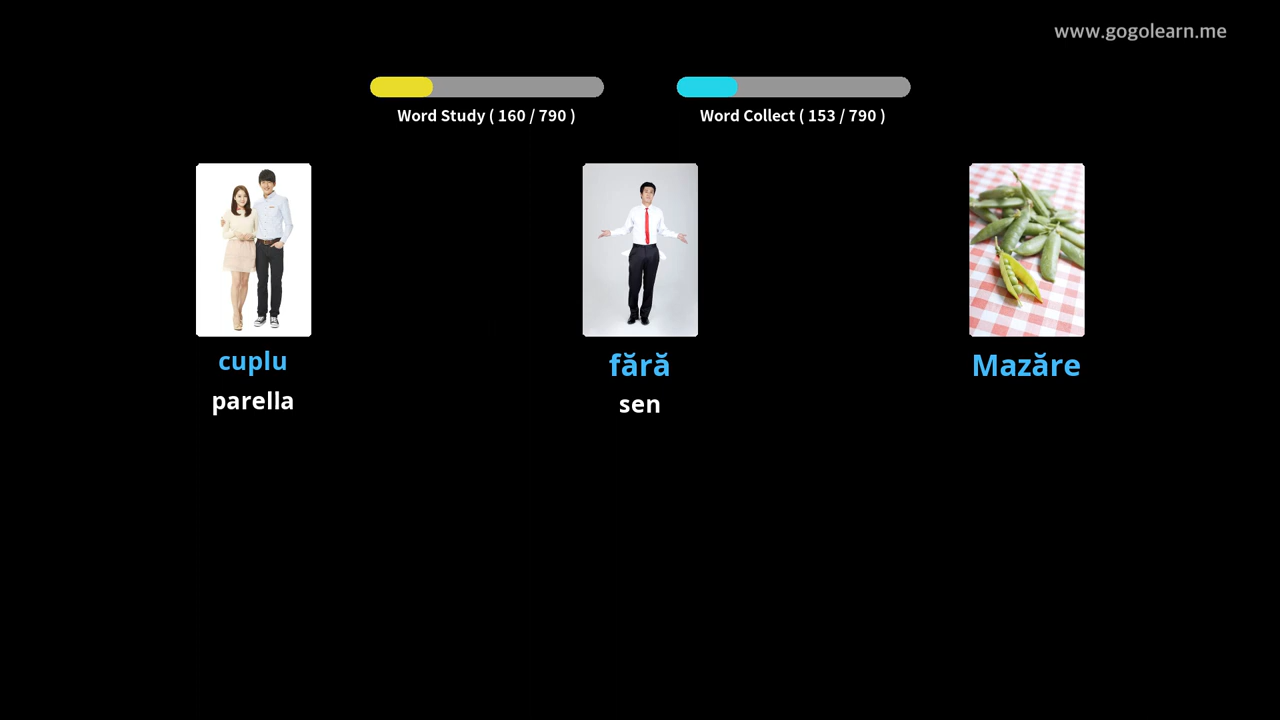 www.gogolearn.me
Word Study ( 160 / 790 )
Word Collect ( 153 / 790 )
cuplu
parella
fără
sen
Mazăre